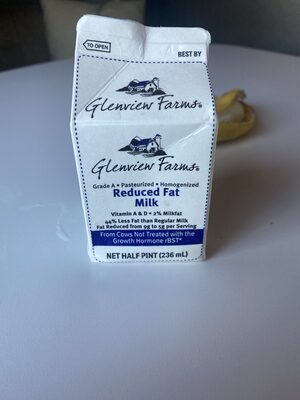 TO OPEN
BEST BY
Glenview Farms®
Glenview Farms®
Grade A • Pasteurized • Homogenized
Reduced Fat
Milk
Vitamin A & D • 2% Milkfat
44% Less Fat than Regular Milk
Fat Reduced from 9g to 5g per Serving
From Cows Not Treated with the
Growth Hormone rBST*
NET HALF PINT (236 mL)